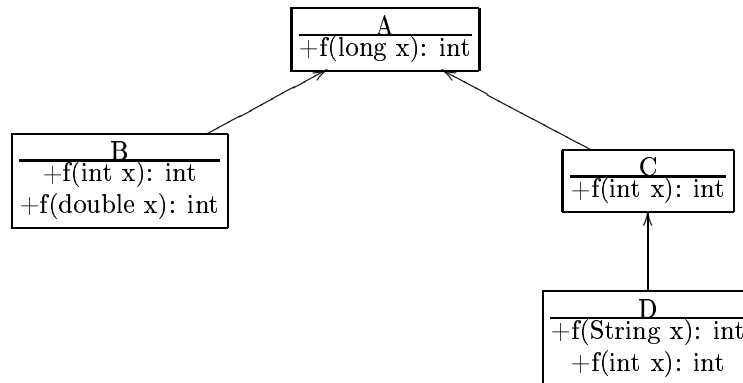 A
+f(long x): int
B
+f(int x): int
+f(double x): int
C
+f(int x): int
D
+f(String x): int
+f(int x): int